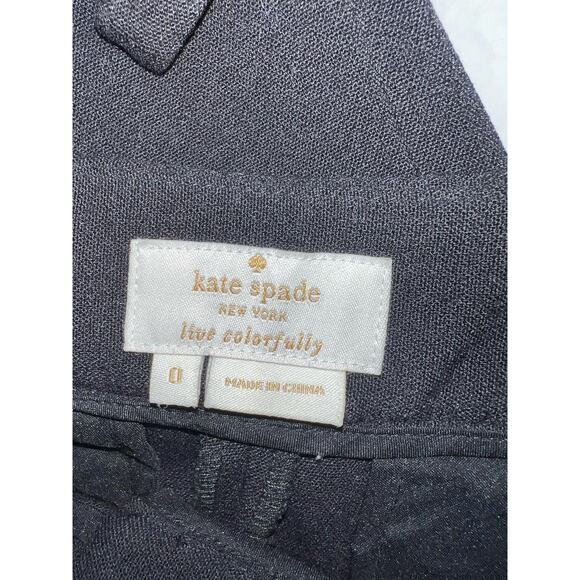 kate spade
NEW YORK
live colorfully
0
MADE IN CHINA